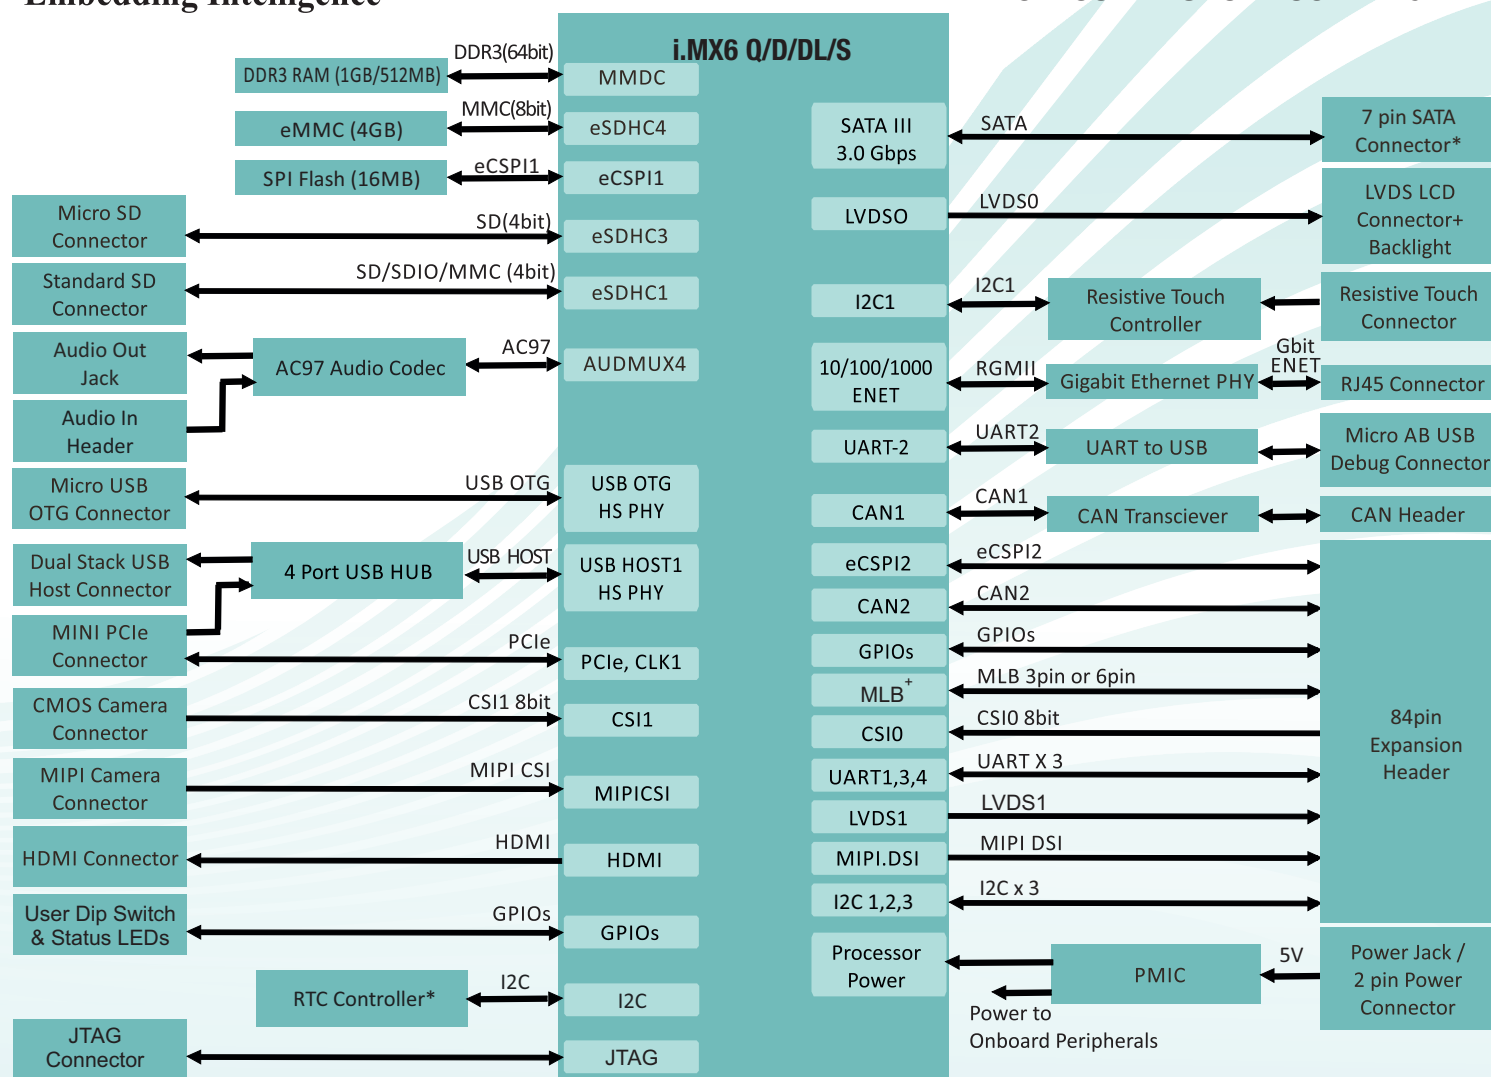 Embedding Intelligence
i.MX6 Q/D/DL/S
DDR3 RAM (1GB/512MB)
DDR3(64bit)
MMDC
eMMC (4GB)
MMC(8bit)
eSDHC4
SPI Flash (16MB)
eCSPI1
eCSPI1
Micro SD
Connector
SD(4bit)
eSDHC3
Standard SD
Connector
SD/SDIO/MMC (4bit)
eSDHC1
Audio Out
Jack
AC97 Audio Codec
AC97
AUDMUX4
Audio In
Header
Micro USB
OTG Connector
USB OTG
USB OTG
HS PHY
Dual Stack USB
Host Connector
4 Port USB HUB
USB HOST
USB HOST1
HS PHY
MINI PCIe
Connector
PCIe
PCIe, CLK1
CMOS Camera
Connector
CSI1 8bit
CSI1
MIPI Camera
Connector
MIPI CSI
MIPICSI
HDMI Connector
HDMI
HDMI
User Dip Switch
& Status LEDs
GPIOs
GPIOs
RTC Controller*
I2C
I2C
JTAG
Connector
JTAG
SATA III
3.0 Gbps
SATA
7 pin SATA
Connector*
LVDSO
LVDS0
LVDS LCD
Connector+
Backlight
I2C1
I2C1
Resistive Touch
Controller
Resistive Touch
Connector
10/100/1000
ENET
RGMII
Gigabit Ethernet PHY
Gbit
ENET
RJ45 Connector
UART-2
UART2
UART to USB
Micro AB USB
Debug Connector
CAN1
CAN1
CAN Transciever
CAN Header
eCSPI2
eCSPI2
CAN2
CAN2
GPIOs
GPIOs
MLB+
MLB 3pin or 6pin
CSI0
CSI0 8bit
UART1,3,4
UART X 3
LVDS1
LVDS1
MIPI.DSI
MIPI DSI
I2C 1,2,3
I2C x 3
84pin
Expansion
Header
Processor
Power
PMIC
5V
Power Jack /
2 pin Power
Connector
Power to
Onboard Peripherals